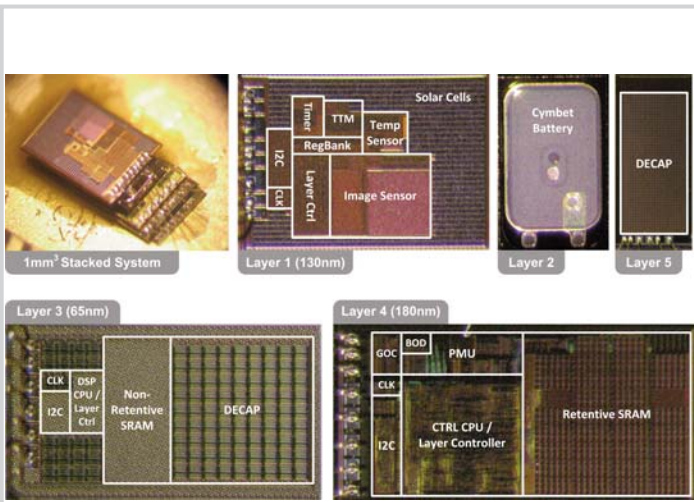 Solar Cells
Timer
TTM
Temp
Sensor
I2C
RegBank
CLK
Layer Ctrl
Image Sensor
Cymbet
Battery
DECAP
1mm³ Stacked System
Layer 1 (130nm)
Layer 2
Layer 5
Layer 3 (65nm)
Layer 4 (180nm)
CLK
I2C
DSP
CPU /
Layer
Ctrl
Non-
Retentive
SRAM
DECAP
GOC
BOD
PMU
CLK
I2C
CTRL CPU /
Layer Controller
Retentive SRAM